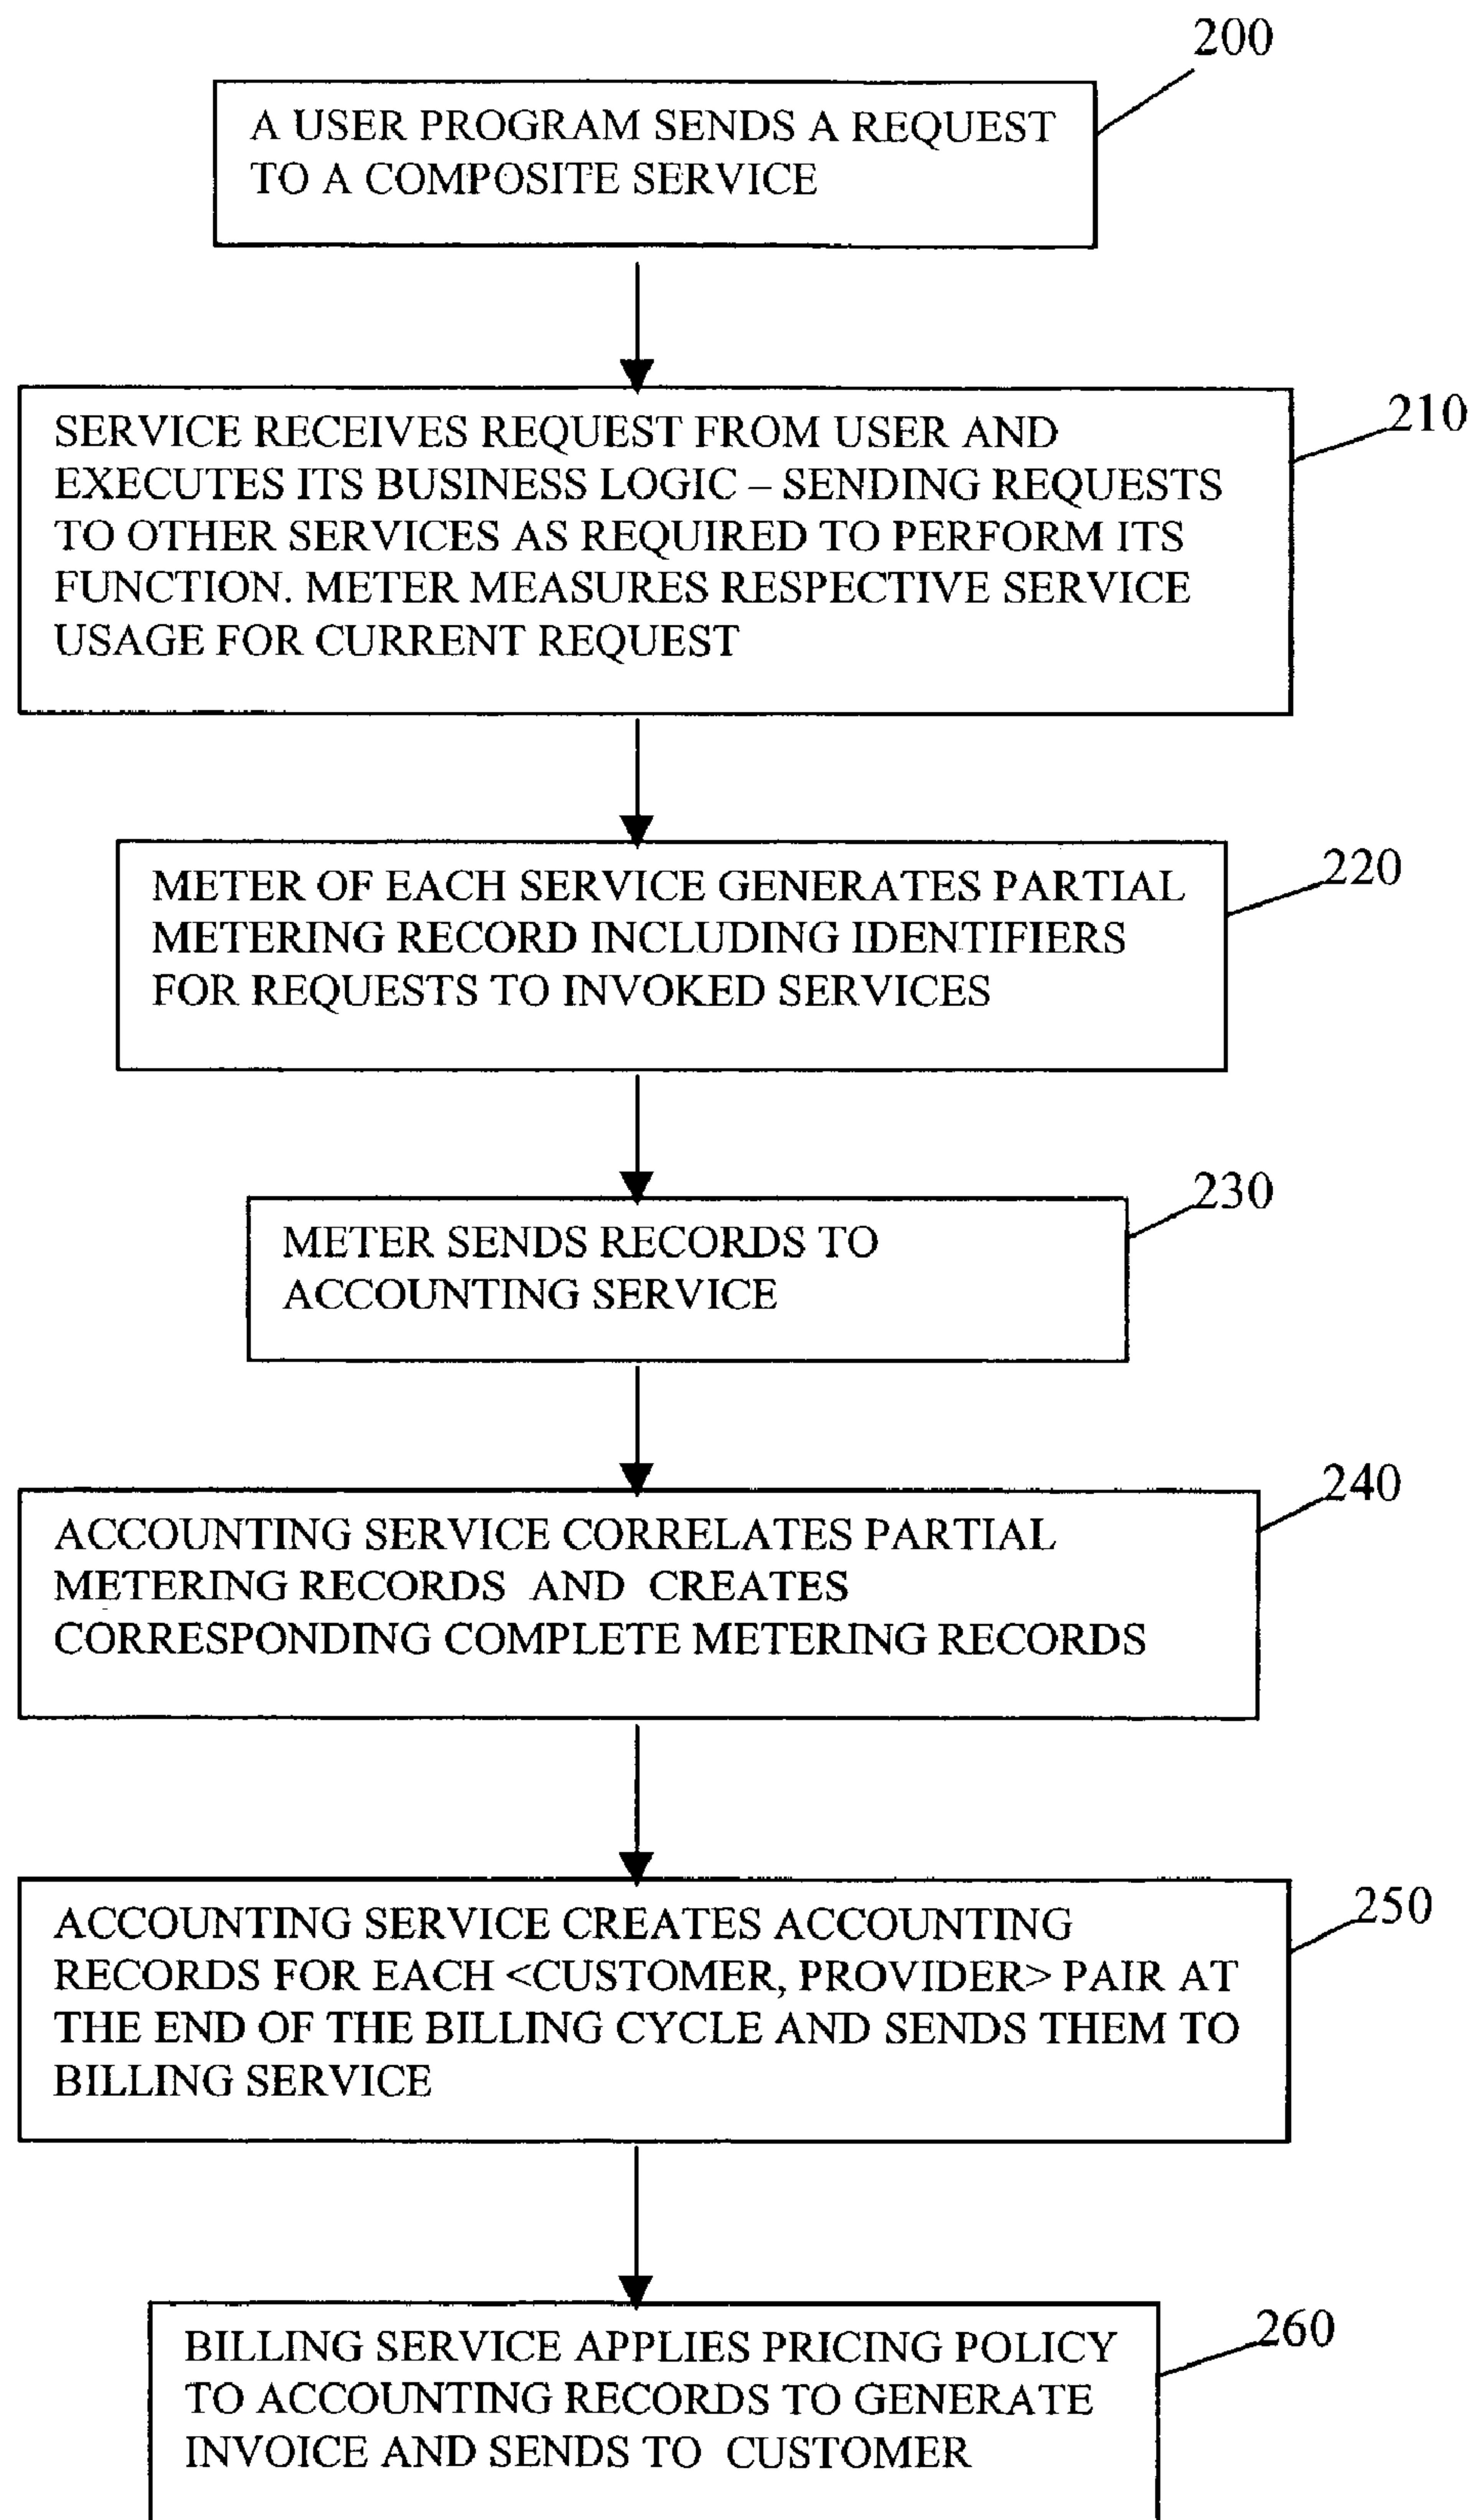 200
A USER PROGRAM SENDS A REQUEST
TO A COMPOSITE SERVICE
210
SERVICE RECEIVES REQUEST FROM USER AND
EXECUTES ITS BUSINESS LOGIC – SENDING REQUESTS
TO OTHER SERVICES AS REQUIRED TO PERFORM ITS
FUNCTION. METER MEASURES RESPECTIVE SERVICE
USAGE FOR CURRENT REQUEST
220
METER OF EACH SERVICE GENERATES PARTIAL
METERING RECORD INCLUDING IDENTIFIERS
FOR REQUESTS TO INVOKED SERVICES
230
METER SENDS RECORDS TO
ACCOUNTING SERVICE
240
ACCOUNTING SERVICE CORRELATES PARTIAL
METERING RECORDS AND CREATES
CORRESPONDING COMPLETE METERING RECORDS
250
ACCOUNTING SERVICE CREATES ACCOUNTING
RECORDS FOR EACH <CUSTOMER, PROVIDER> PAIR AT
THE END OF THE BILLING CYCLE AND SENDS THEM TO
BILLING SERVICE
260
BILLING SERVICE APPLIES PRICING POLICY
TO ACCOUNTING RECORDS TO GENERATE
INVOICE AND SENDS TO CUSTOMER